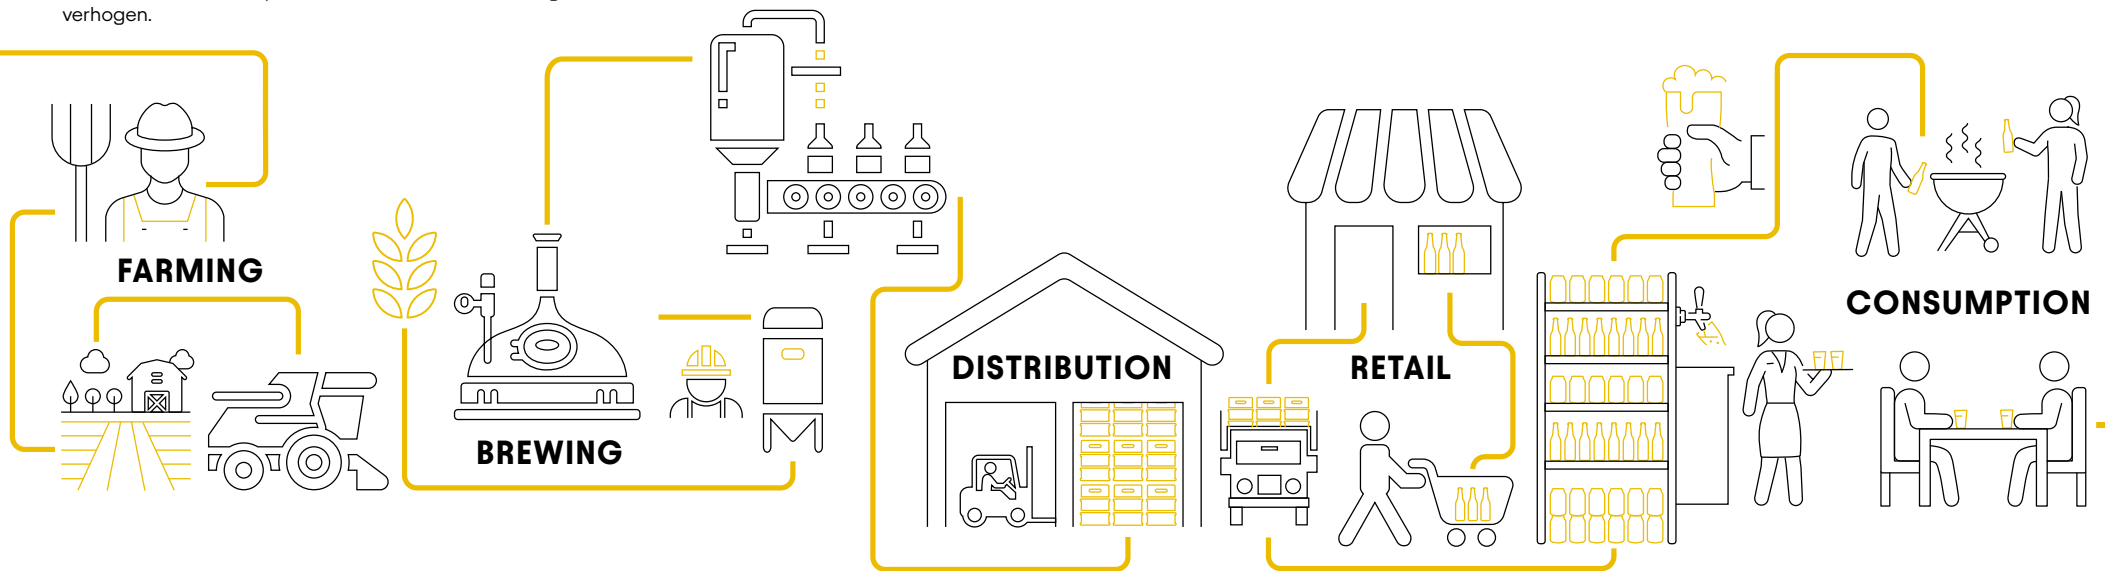 verhogen.
FARMING
BREWING
DISTRIBUTION
RETAIL
CONSUMPTION